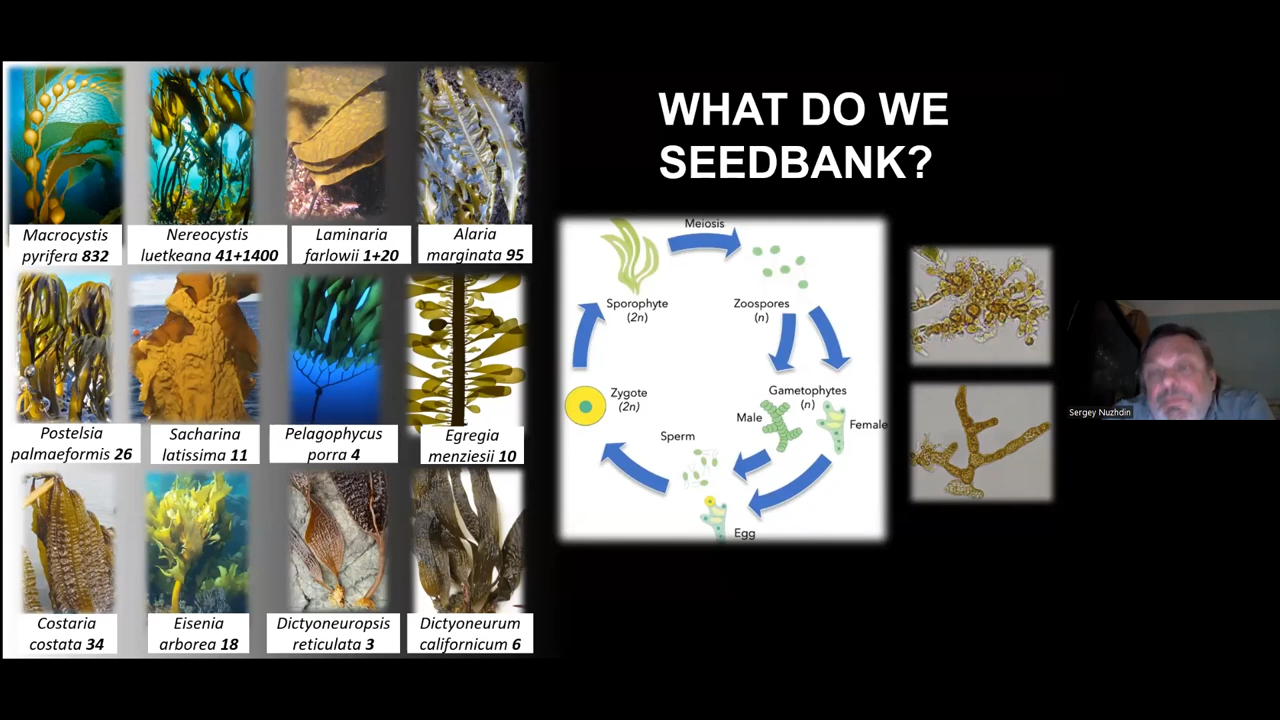 WHAT DO WE
SEEDBANK?
Macrocystis
pyrifera 832
Nereocystis
luetkeana 41+1400
Laminaria
farlowii 1+20
Alaria
marginata 95
Postelsia
palmaeformis 26
Sacharina
latissima 11
Pelagophycus
porra 4
Egregia
menziesii 10
Costaria
costata 34
Eisenia
arborea 18
Dictyoneuropsis
reticulata 3
Dictyoneurum
californicum 6
Meiosis
Sporophyte
(2n)
Zoospores
(n)
Gametophytes
(n)
Male
Female
Zygote
(2n)
Sperm
Egg
Sergey Nuzhdin